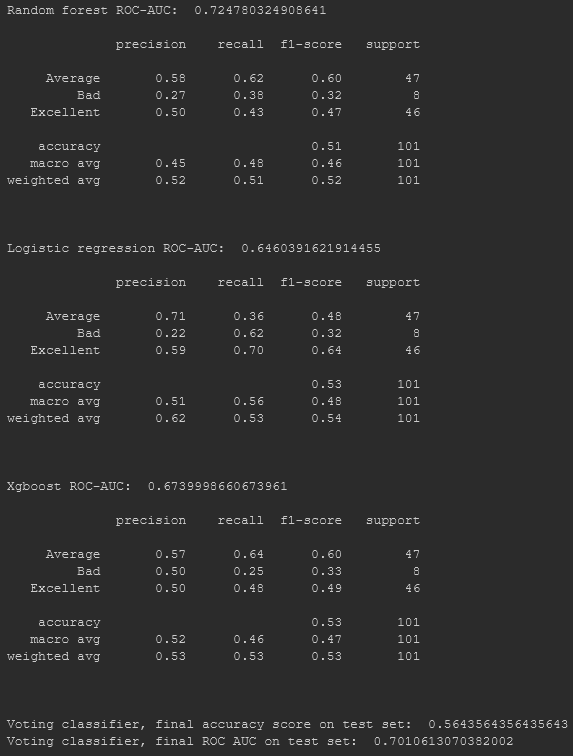 Random forest ROC-AUC:  0.724780324908641
              precision    recall  f1-score   support
     Average       0.58      0.62      0.60        47
         Bad       0.27      0.38      0.32         8
   Excellent       0.50      0.43      0.47        46
    accuracy                           0.51       101
   macro avg       0.45      0.48      0.46       101
weighted avg       0.52      0.51      0.52       101
Logistic regression ROC-AUC:  0.6460391621914455
              precision    recall  f1-score   support
     Average       0.71      0.36      0.48        47
         Bad       0.22      0.62      0.32         8
   Excellent       0.59      0.70      0.64        46
    accuracy                           0.53       101
   macro avg       0.51      0.56      0.48       101
weighted avg       0.62      0.53      0.54       101
Xgboost ROC-AUC:  0.6739998660673961
              precision    recall  f1-score   support
     Average       0.57      0.64      0.60        47
         Bad       0.50      0.25      0.33         8
   Excellent       0.50      0.48      0.49        46
    accuracy                           0.53       101
   macro avg       0.52      0.46      0.47       101
weighted avg       0.53      0.53      0.53       101
Voting classifier, final accuracy score on test set:  0.5643564356435643
Voting classifier, final ROC AUC on test set:  0.7010613070382002